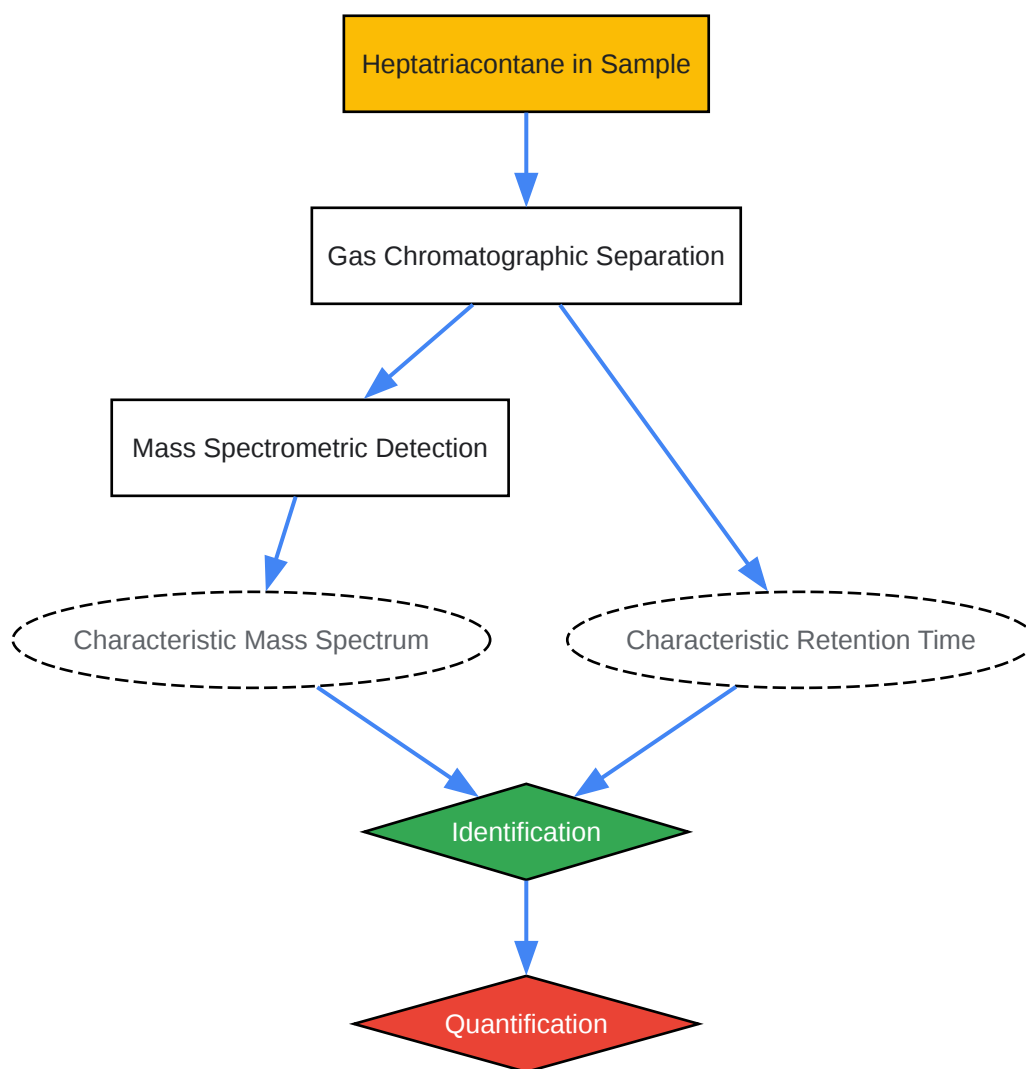 Heptatriacontane in Sample
Gas Chromatographic Separation
Mass Spectrometric Detection
Characteristic Mass Spectrum
Characteristic Retention Time
Identification
Quantification